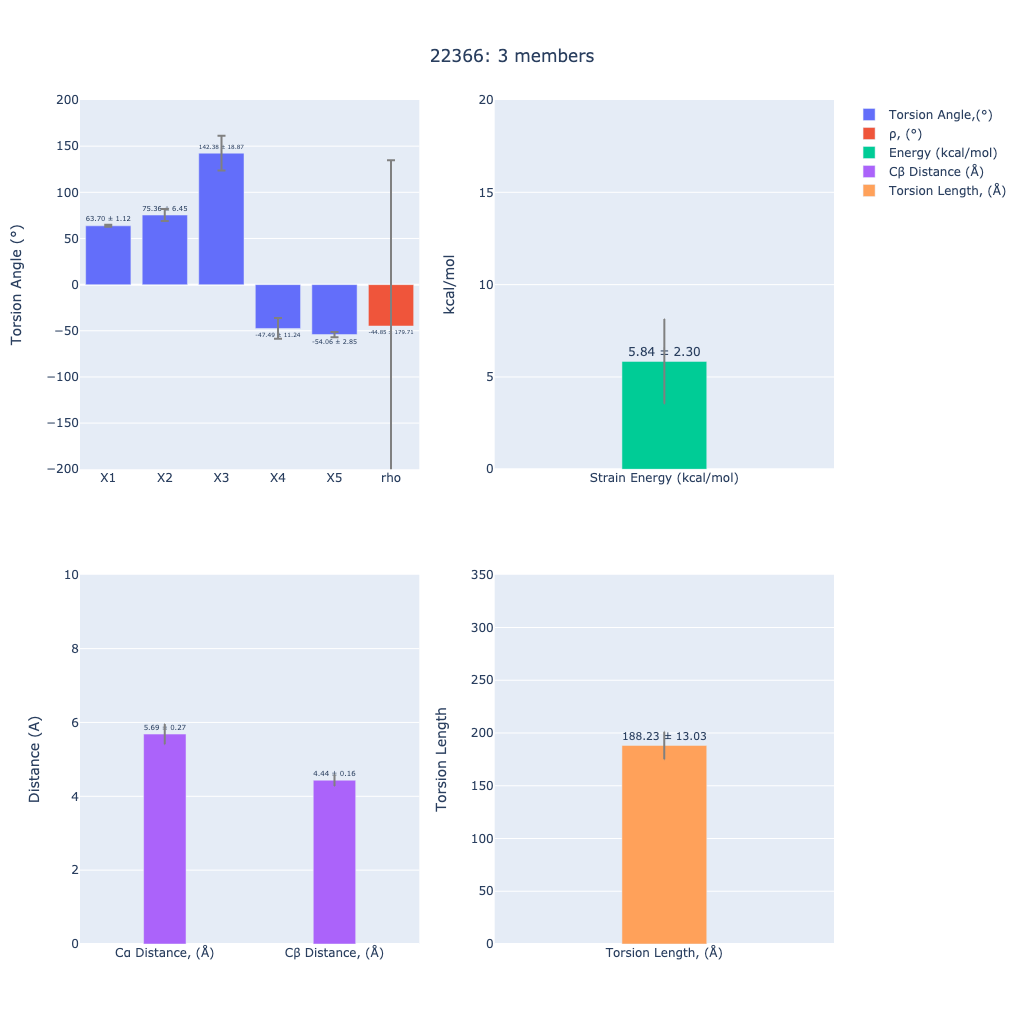 22366: 3 members
Torsion Angle (°)
200
150
100
50
0
−50
−100
−150
−200
63.70 ± 1.12
75.36 ± 6.45
142.38 ± 18.87
-47.49 ± 11.24
-54.06 ± 2.85
-44.85 ± 179.71
X1
X2
X3
X4
X5
rho
kcal/mol
20
15
10
5
0
5.84 ± 2.30
Strain Energy (kcal/mol)
Torsion Angle,(°)
ρ, (°)
Energy (kcal/mol)
Cβ Distance (Å)
Torsion Length, (Å)
Distance (A)
10
8
6
4
2
0
5.69 ± 0.27
4.44 ± 0.16
Cα Distance, (Å)
Cβ Distance, (Å)
Torsion Length
350
300
250
200
150
100
50
0
188.23 ± 13.03
Torsion Length, (Å)